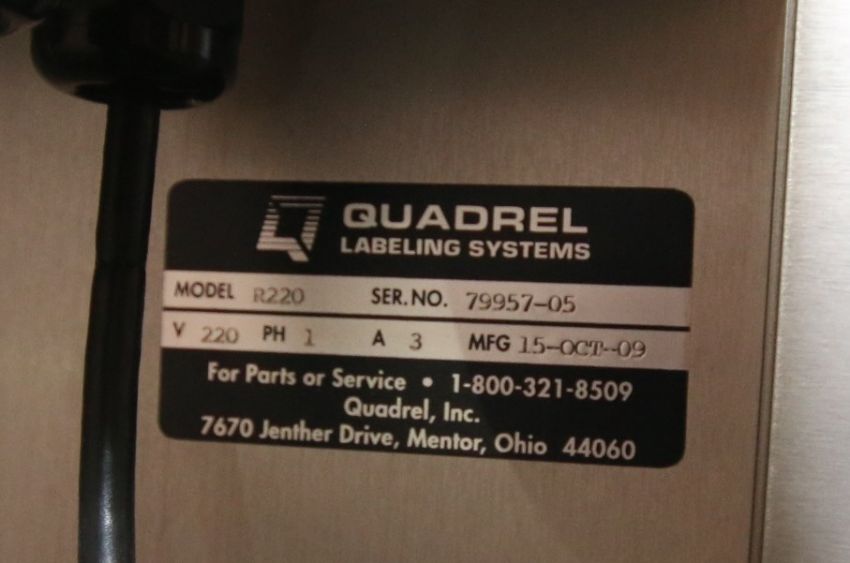 QUADREL
LABELING SYSTEMS
MODEL R220 SER. NO. 79957-05
V 220 PH 1 A 3 MFG 15-OCT-09
For Parts or Service • 1-800-321-8509
Quadrel, Inc.
7670 Jenther Drive, Mentor, Ohio 44060